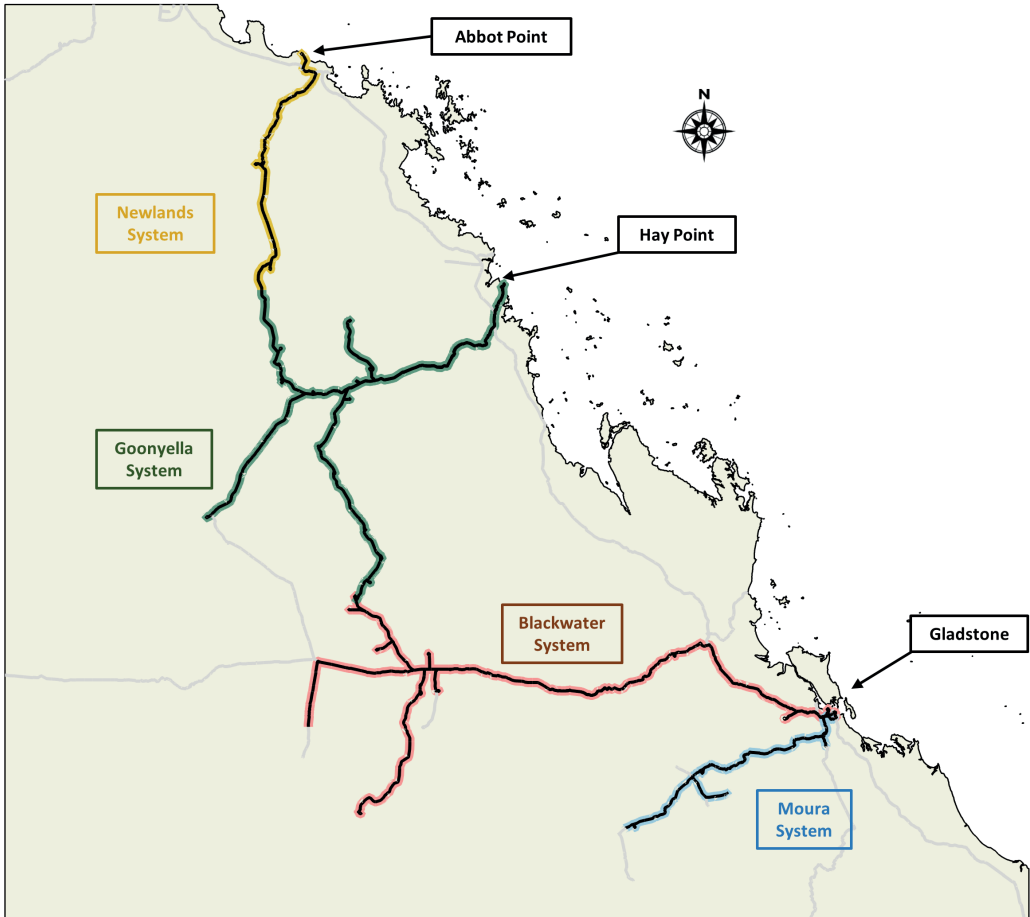 Abbot Point
N
Newlands
System
Hay Point
Goonyella
System
Blackwater
System
Gladstone
Moura
System